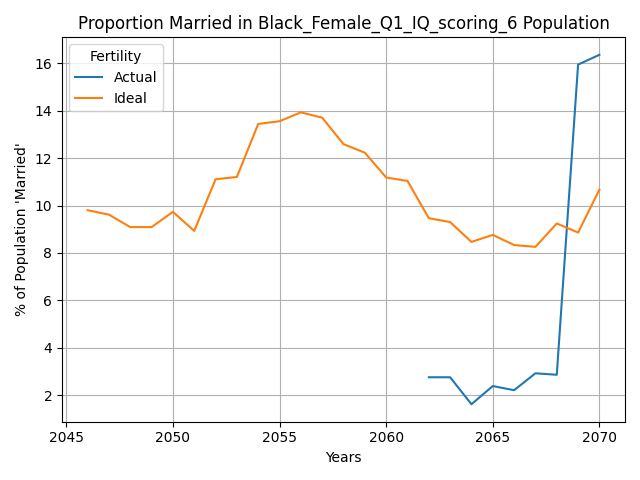 Proportion Married in Black_Female_Q1_IQ_scoring_6 Population
Fertility
Actual
Ideal
% of Population 'Married'
16
14
12
10
8
6
4
2
2045 2050 2055 2060 2065 2070
Years